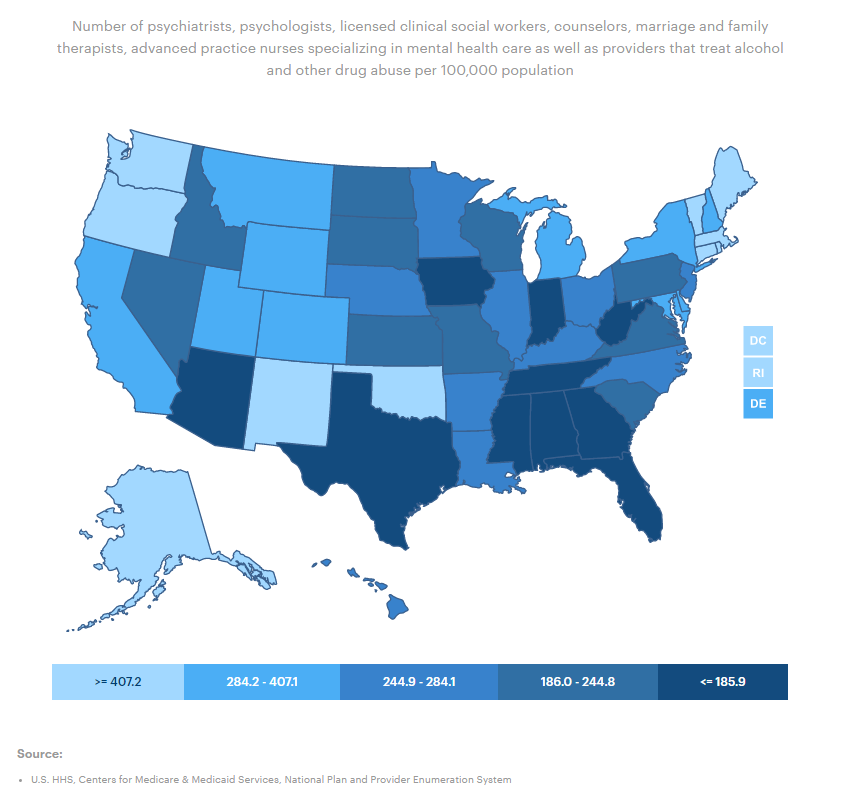 Number of psychiatrists, psychologists, licensed clinical social workers, counselors, marriage and family
therapists, advanced practice nurses specializing in mental health care as well as providers that treat alcohol
and other drug abuse per 100,000 population
DC
RI
DE
>= 407.2
284.2 - 407.1
244.9 - 284.1
186.0 - 244.8
<= 185.9
Source:
• U.S. HHS, Centers for Medicare & Medicaid Services, National Plan and Provider Enumeration System